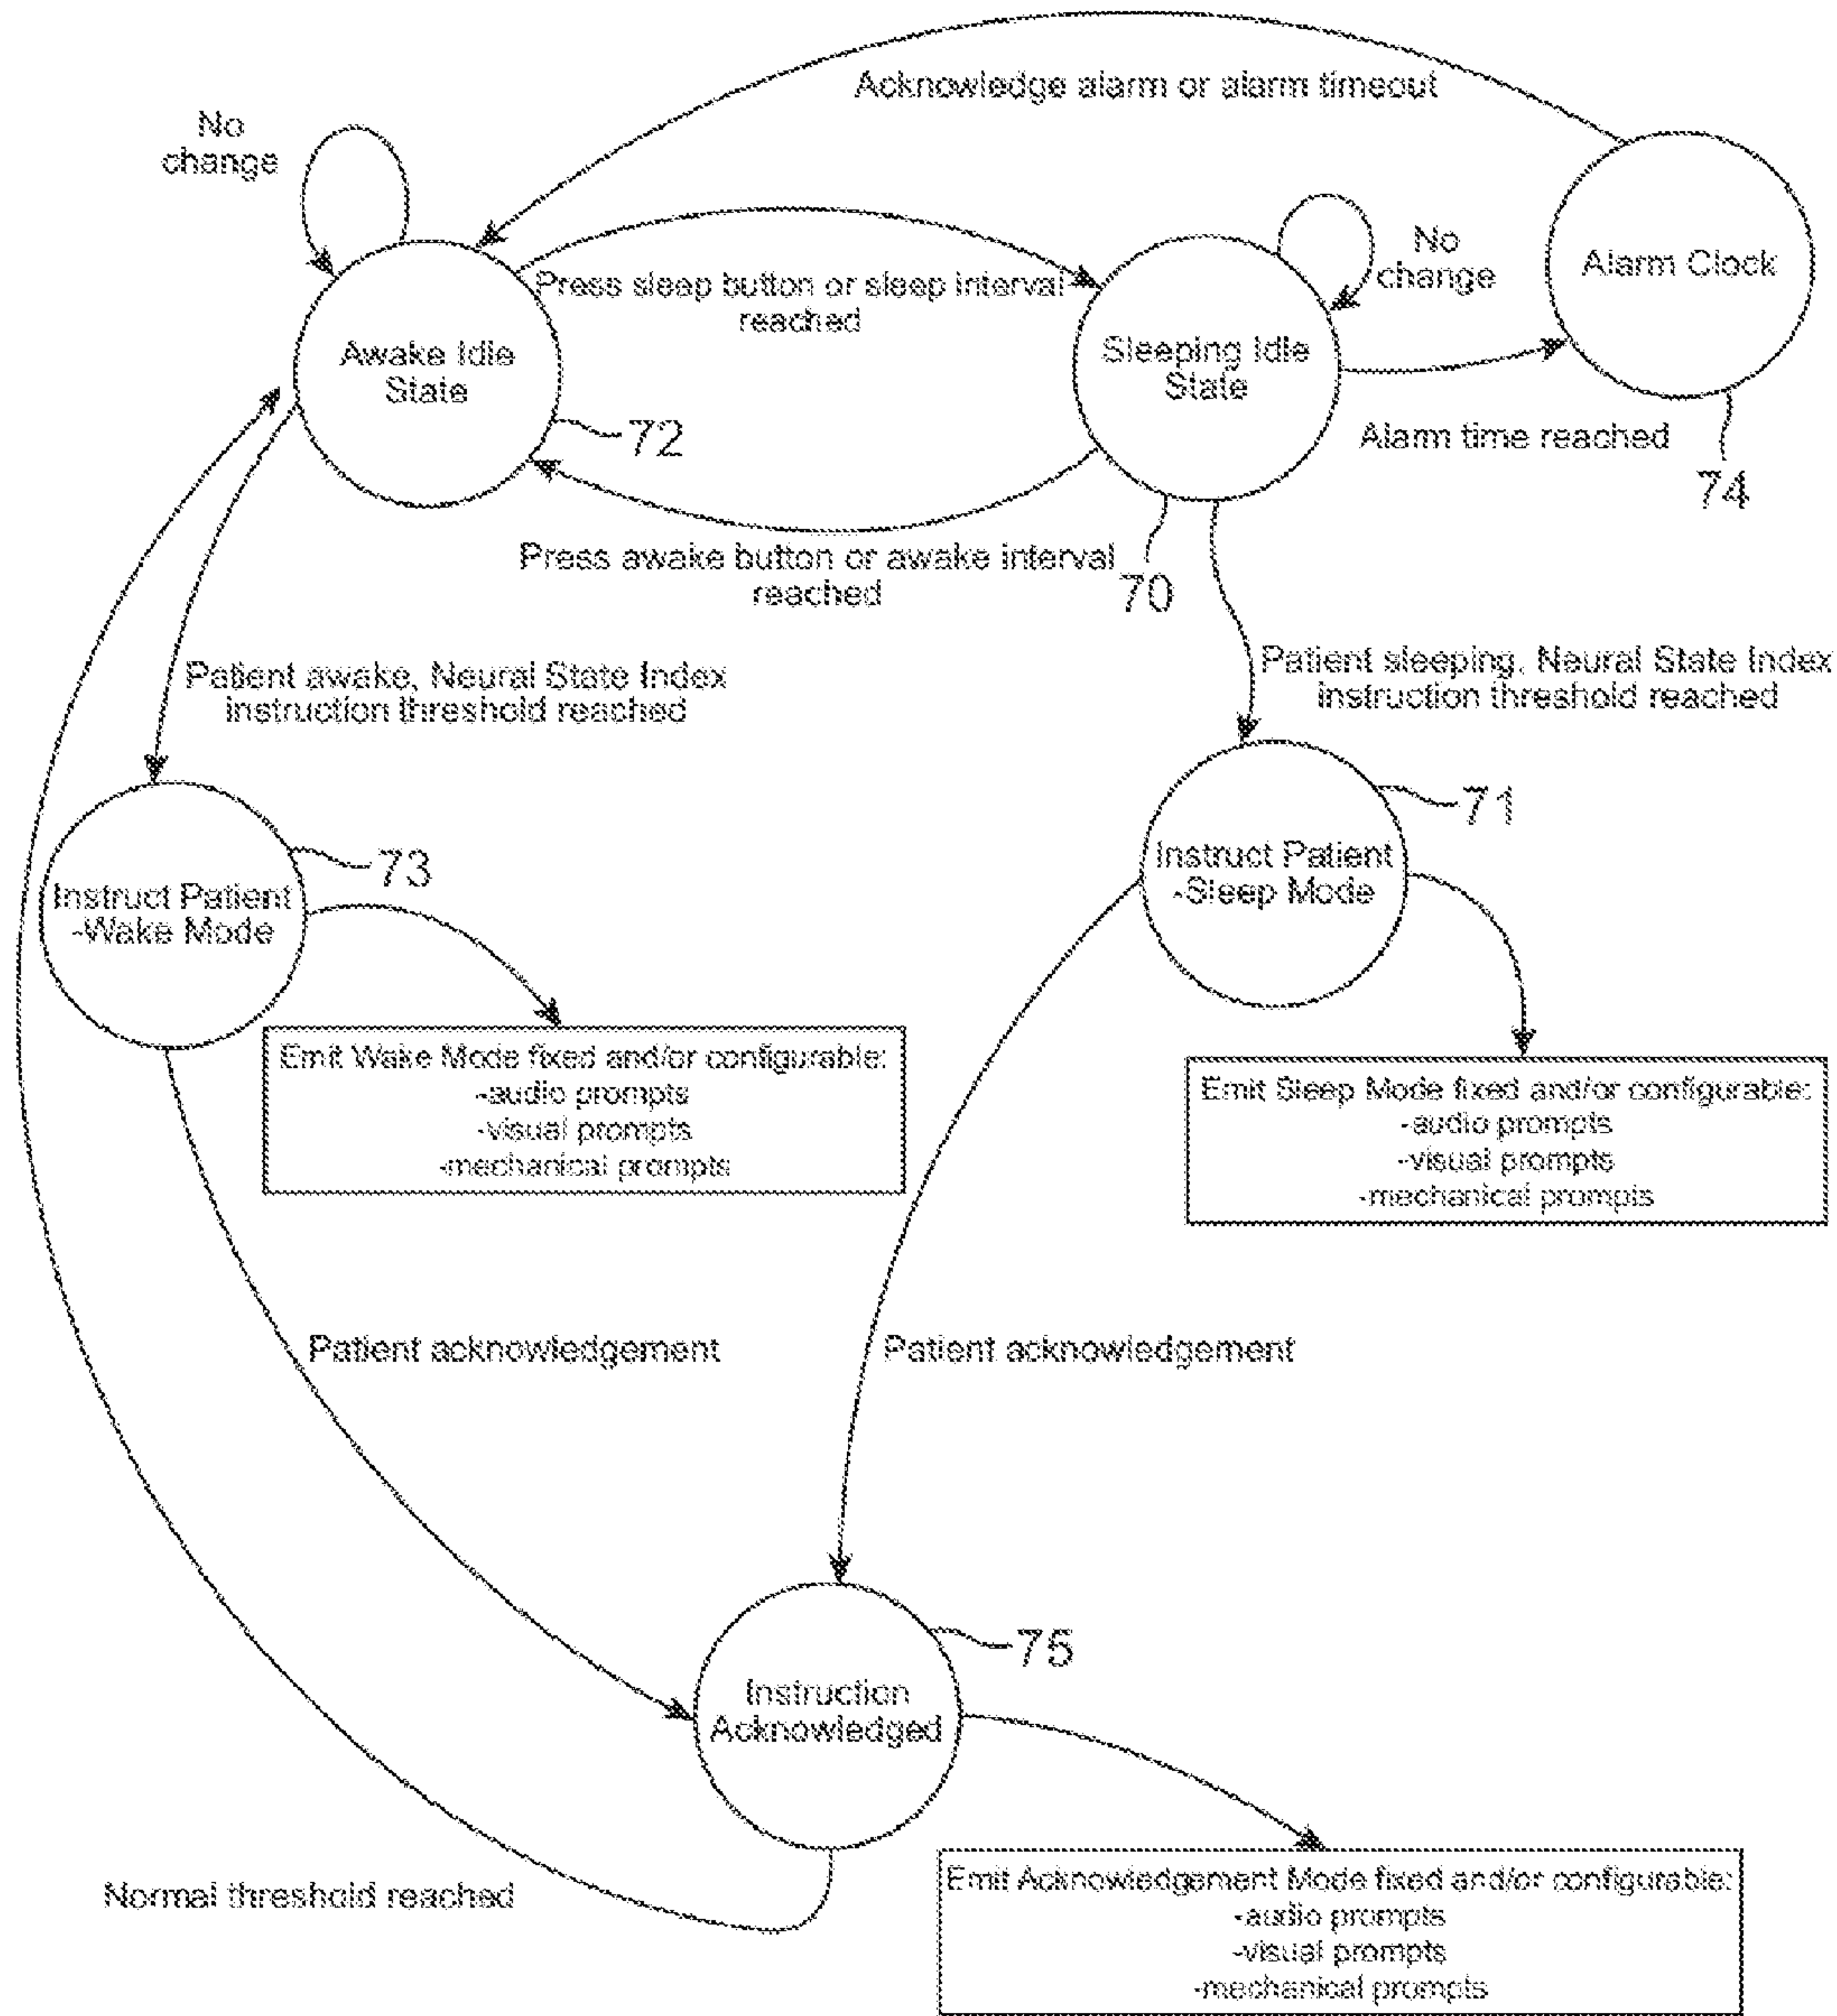 Acknowledge alarm or alarm timeout
No
change
No
change
Alarm Clock
Press sleep button or sleep interval
reached
Awake Idle
State
Sleeping Idle
State
72
Alarm time reached
74
Press awake button or awake interval
reached
70
Patient awake, Neural State Index
instruction threshold reached
Patient sleeping, Neural State Index
instruction threshold reached
73
71
Instruct Patient
-Wake Mode
Instruct Patient
-Sleep Mode
Emit Wake Mode fixed and/or configurable:
-audio prompts
-visual prompts
-mechanical prompts
Emit Sleep Mode fixed and/or configurable:
-audio prompts
-visual prompts
-mechanical prompts
Patient acknowledgement
Patient acknowledgement
75
Instruction
Acknowledged
Normal threshold reached
Emit Acknowledgement Mode fixed and/or configurable:
-audio prompts
-visual prompts
-mechanical prompts